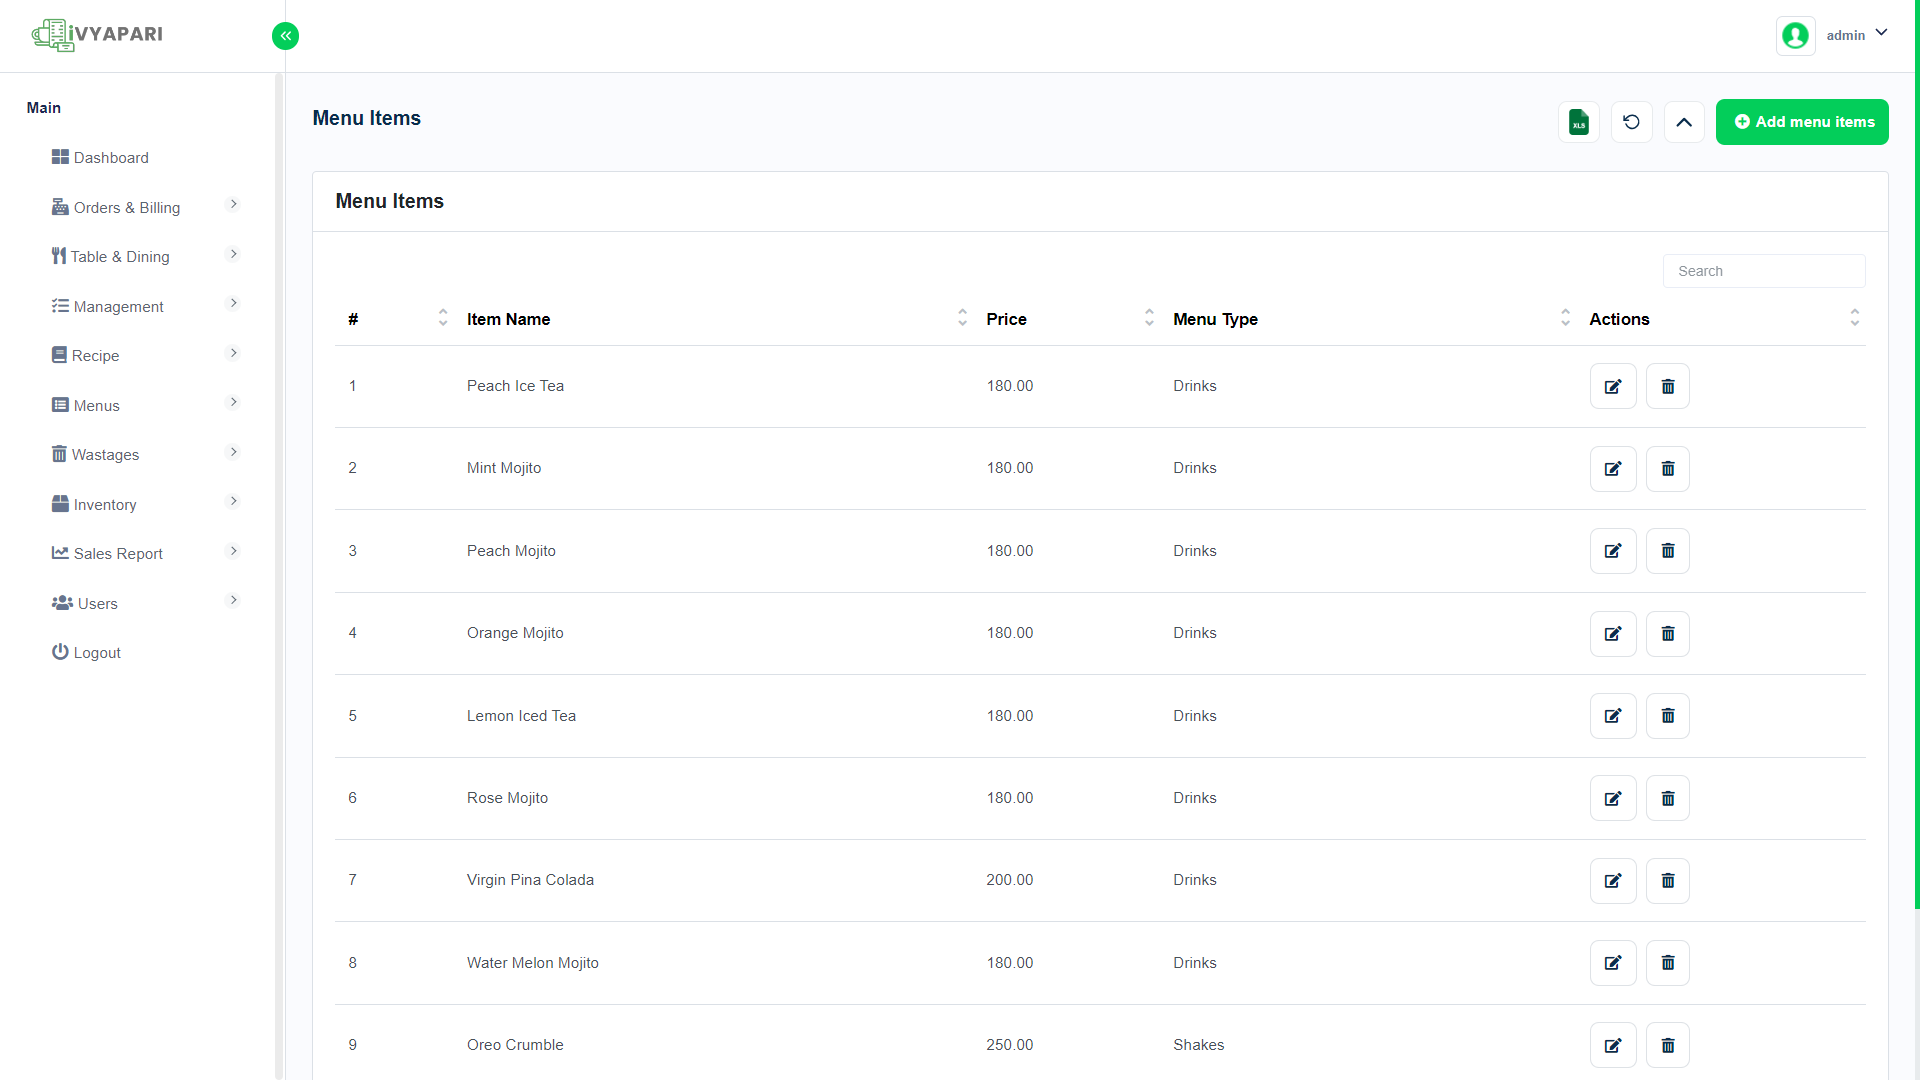 iVYAPARI
admin
Main
Dashboard
Orders & Billing
Table & Dining
Management
Recipe
Menus
Wastages
Inventory
Sales Report
Users
Logout
Menu Items
XLS
Add menu items
Menu Items
Search
# Item Name Price Menu Type Actions
1 Peach Ice Tea 180.00 Drinks
2 Mint Mojito 180.00 Drinks
3 Peach Mojito 180.00 Drinks
4 Orange Mojito 180.00 Drinks
5 Lemon Iced Tea 180.00 Drinks
6 Rose Mojito 180.00 Drinks
7 Virgin Pina Colada 200.00 Drinks
8 Water Melon Mojito 180.00 Drinks
9 Oreo Crumble 250.00 Shakes